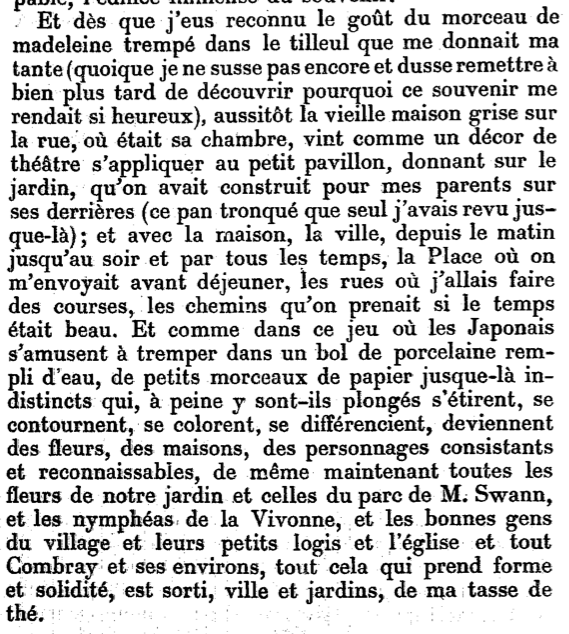 pable, l'édifice immense du souvenir.
Et dès que j'eus reconnu le goût du morceau de
madeleine trempé dans le tilleul que me donnait ma
tante (quoique je ne susse pas encore et dusse remettre à
bien plus tard de découvrir pourquoi ce souvenir me
rendait si heureux), aussitôt la vieille maison grise sur
la rue, où était sa chambre, vint comme un décor de
théâtre s'appliquer au petit pavillon, donnant sur le
jardin, qu'on avait construit pour mes parents sur
ses derrières (ce pan tronqué que seul j'avais revu jus-
que-là) ; et avec la maison, la ville, depuis le matin
jusqu'au soir et par tous les temps, la Place où on
m'envoyait avant déjeuner, les rues où j'allais faire
des courses, les chemins qu'on prenait si le temps
était beau. Et comme dans ce jeu où les Japonais
s'amusent à tremper dans un bol de porcelaine rem-
pli d'eau, de petits morceaux de papier jusque-là in-
distincts qui, à peine y sont-ils plongés s'étirent, se
contournent, se colorent, se différencient, deviennent
des fleurs, des maisons, des personnages consistants
et reconnaissables, de même maintenant toutes les
fleurs de notre jardin et celles du parc de M. Swann,
et les nymphéas de la Vivonne, et les bonnes gens
du village et leurs petits logis et l'église et tout
Combray et ses environs, tout cela qui prend forme
et solidité, est sorti, ville et jardins, de ma tasse de
thé.